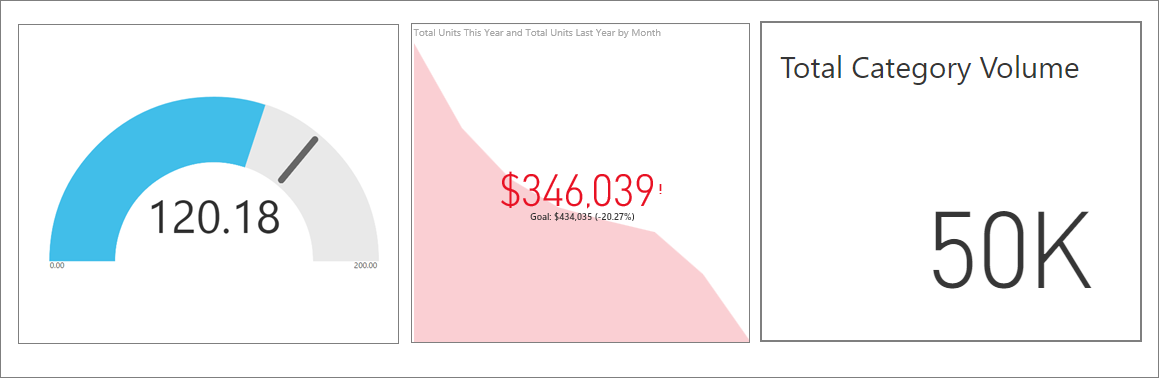 120.18
0.00
200.00
Total Units This Year and Total Units Last Year by Month
$346,039!
Goal: $434,035 (-20.27%)
Total Category Volume
50K